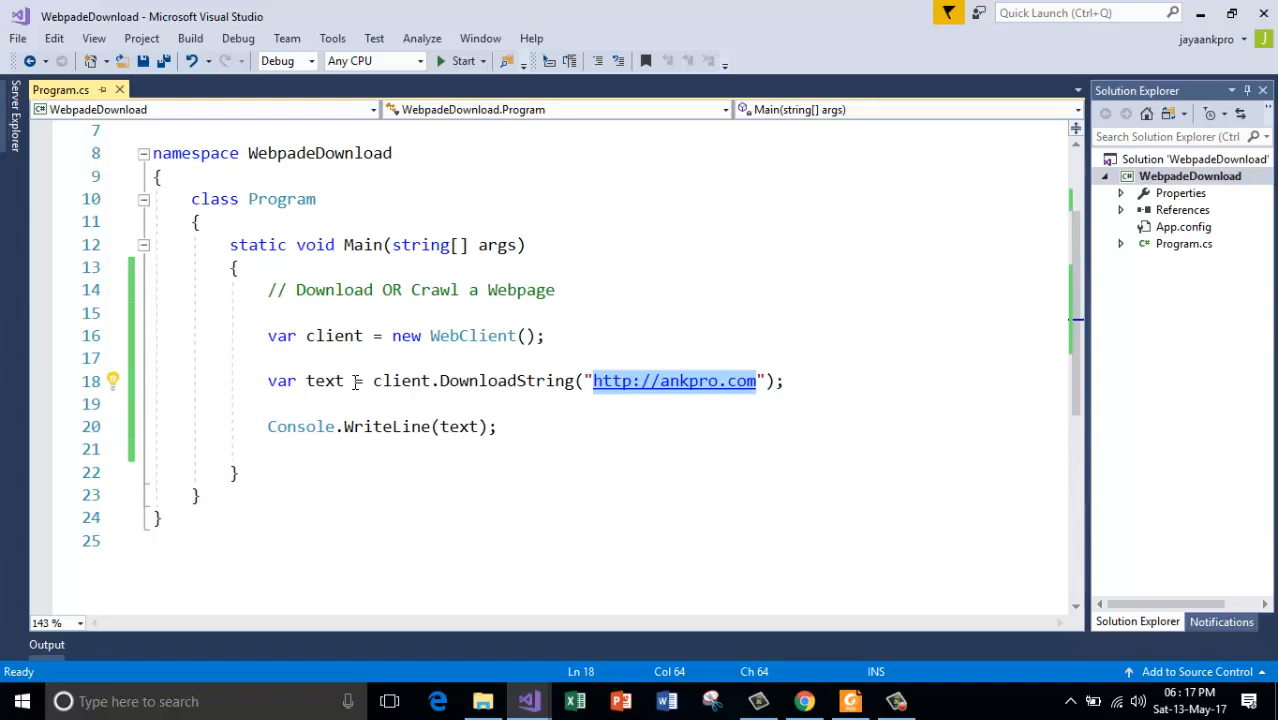 WebpadeDownload - Microsoft Visual Studio
Quick Launch (Ctrl+Q)
File Edit View Project Build Debug Team Tools Test Analyze Window Help
jayaankpro J
Debug Any CPU Start
Server Explorer
Program.cs
WebpadeDownload WebpadeDownload.Program Main(string[] args)
7
8 namespace WebpadeDownload
9 {
10 class Program
11 {
12 static void Main(string[] args)
13 {
14 // Download OR Crawl a Webpage
15
16 var client = new WebClient();
17
18 var text = client.DownloadString("http://ankpro.com");
19
20 Console.WriteLine(text);
21
22 }
23 }
24 }
25
143 %
Solution Explorer
Search Solution Explorer (Ctrl
Solution 'WebpadeDownload'
WebpadeDownload
Properties
References
App.config
Program.cs
Solution Explorer Notifications
Output
Ready Ln 18 Col 64 Ch 64 INS Add to Source Control
Type here to search
06 : 17 PM
Sat-13-May-17